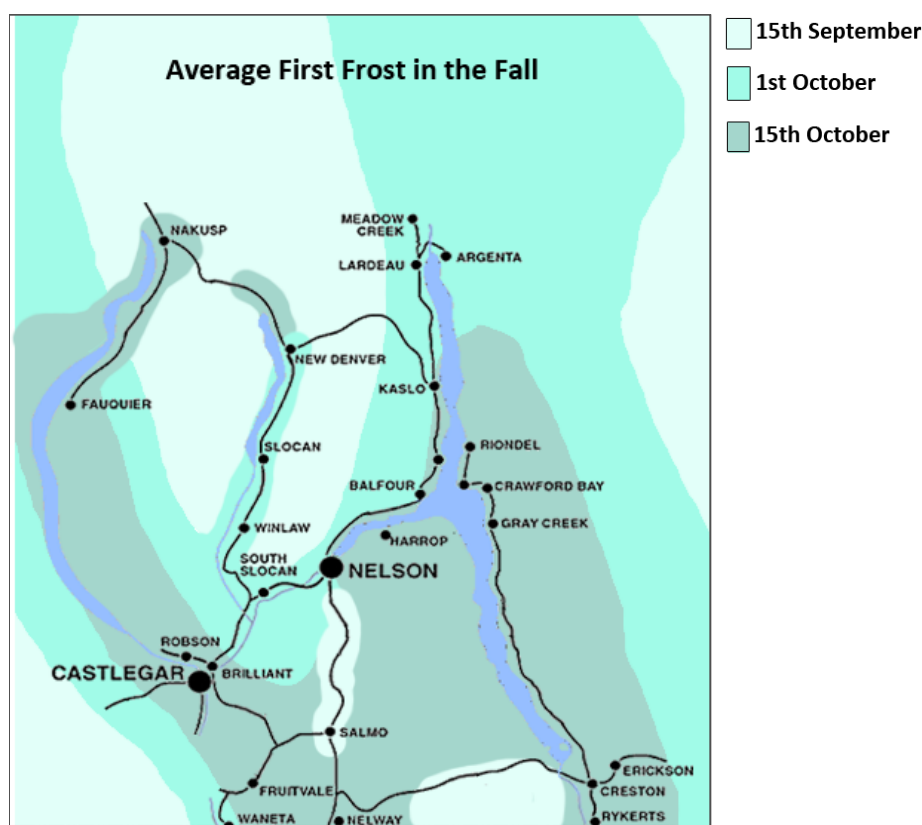 Average First Frost in the Fall
15th September
1st October
15th October
NAKUSP
MEADOW
CREEK
LARDEAU
ARGENTA
NEW DENVER
KASLO
FAUQUIER
SLOCAN
RIONDEL
BALFOUR
CRAWFORD BAY
WINLAW
GRAY CREEK
HARROP
SOUTH
SLOCAN
NELSON
ROBSON
CASTLEGAR
BRILLIANT
SALMO
ERICKSON
FRUITVALE
CRESTON
WANETA
NELWAY
RYKERTS